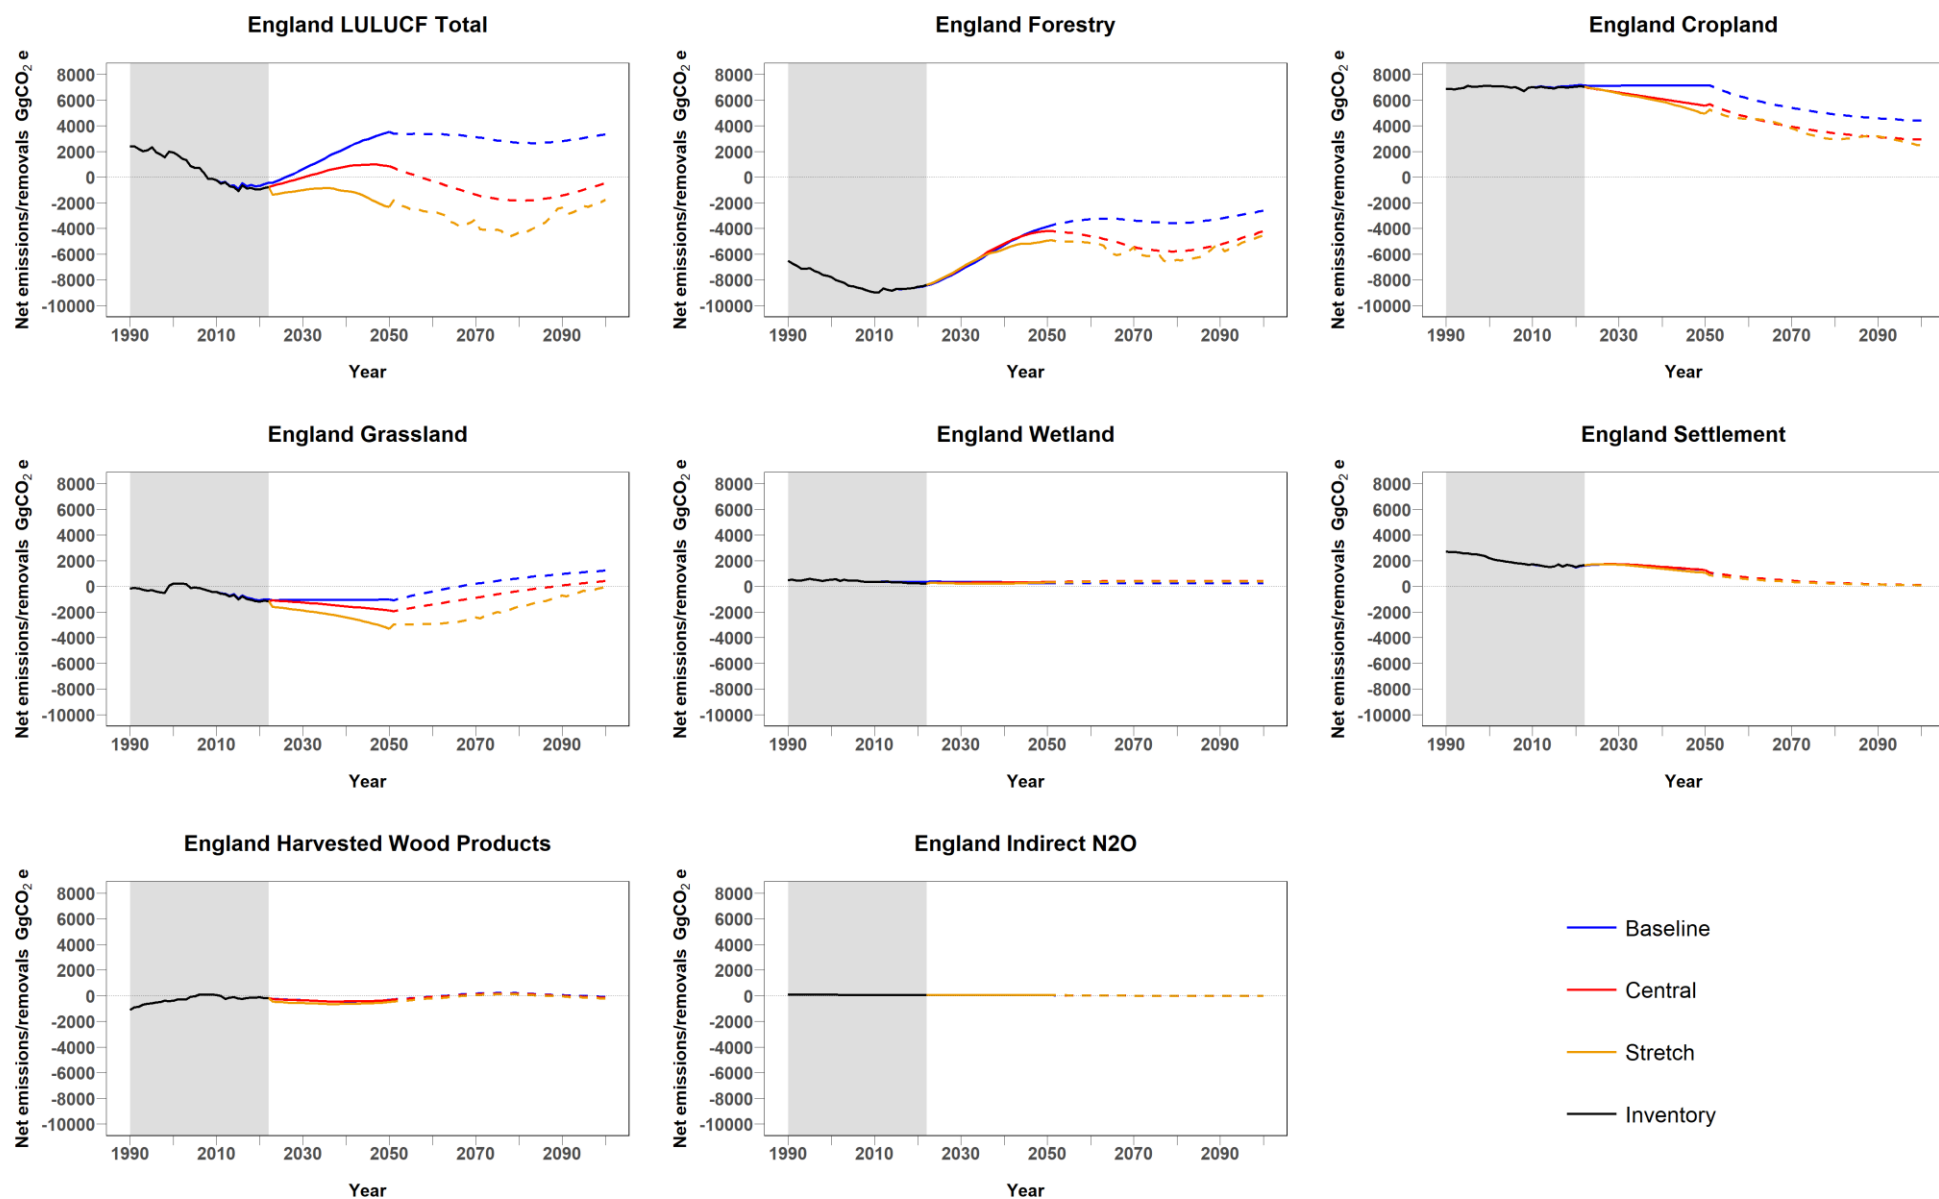 England LULUCF Total
Net emissions/removals GgCO₂ e
8000
6000
4000
2000
0
-2000
-4000
-6000
-8000
-10000
1990 2010 2030 2050 2070 2090
Year
England Forestry
Net emissions/removals GgCO₂ e
8000
6000
4000
2000
0
-2000
-4000
-6000
-8000
-10000
1990 2010 2030 2050 2070 2090
Year
England Cropland
Net emissions/removals GgCO₂ e
8000
6000
4000
2000
0
-2000
-4000
-6000
-8000
-10000
1990 2010 2030 2050 2070 2090
Year
England Grassland
Net emissions/removals GgCO₂ e
8000
6000
4000
2000
0
-2000
-4000
-6000
-8000
-10000
1990 2010 2030 2050 2070 2090
Year
England Wetland
Net emissions/removals GgCO₂ e
8000
6000
4000
2000
0
-2000
-4000
-6000
-8000
-10000
1990 2010 2030 2050 2070 2090
Year
England Settlement
Net emissions/removals GgCO₂ e
8000
6000
4000
2000
0
-2000
-4000
-6000
-8000
-10000
1990 2010 2030 2050 2070 2090
Year
England Harvested Wood Products
Net emissions/removals GgCO₂ e
8000
6000
4000
2000
0
-2000
-4000
-6000
-8000
-10000
1990 2010 2030 2050 2070 2090
Year
England Indirect N2O
Net emissions/removals GgCO₂ e
8000
6000
4000
2000
0
-2000
-4000
-6000
-8000
-10000
1990 2010 2030 2050 2070 2090
Year
Baseline
Central
Stretch
Inventory